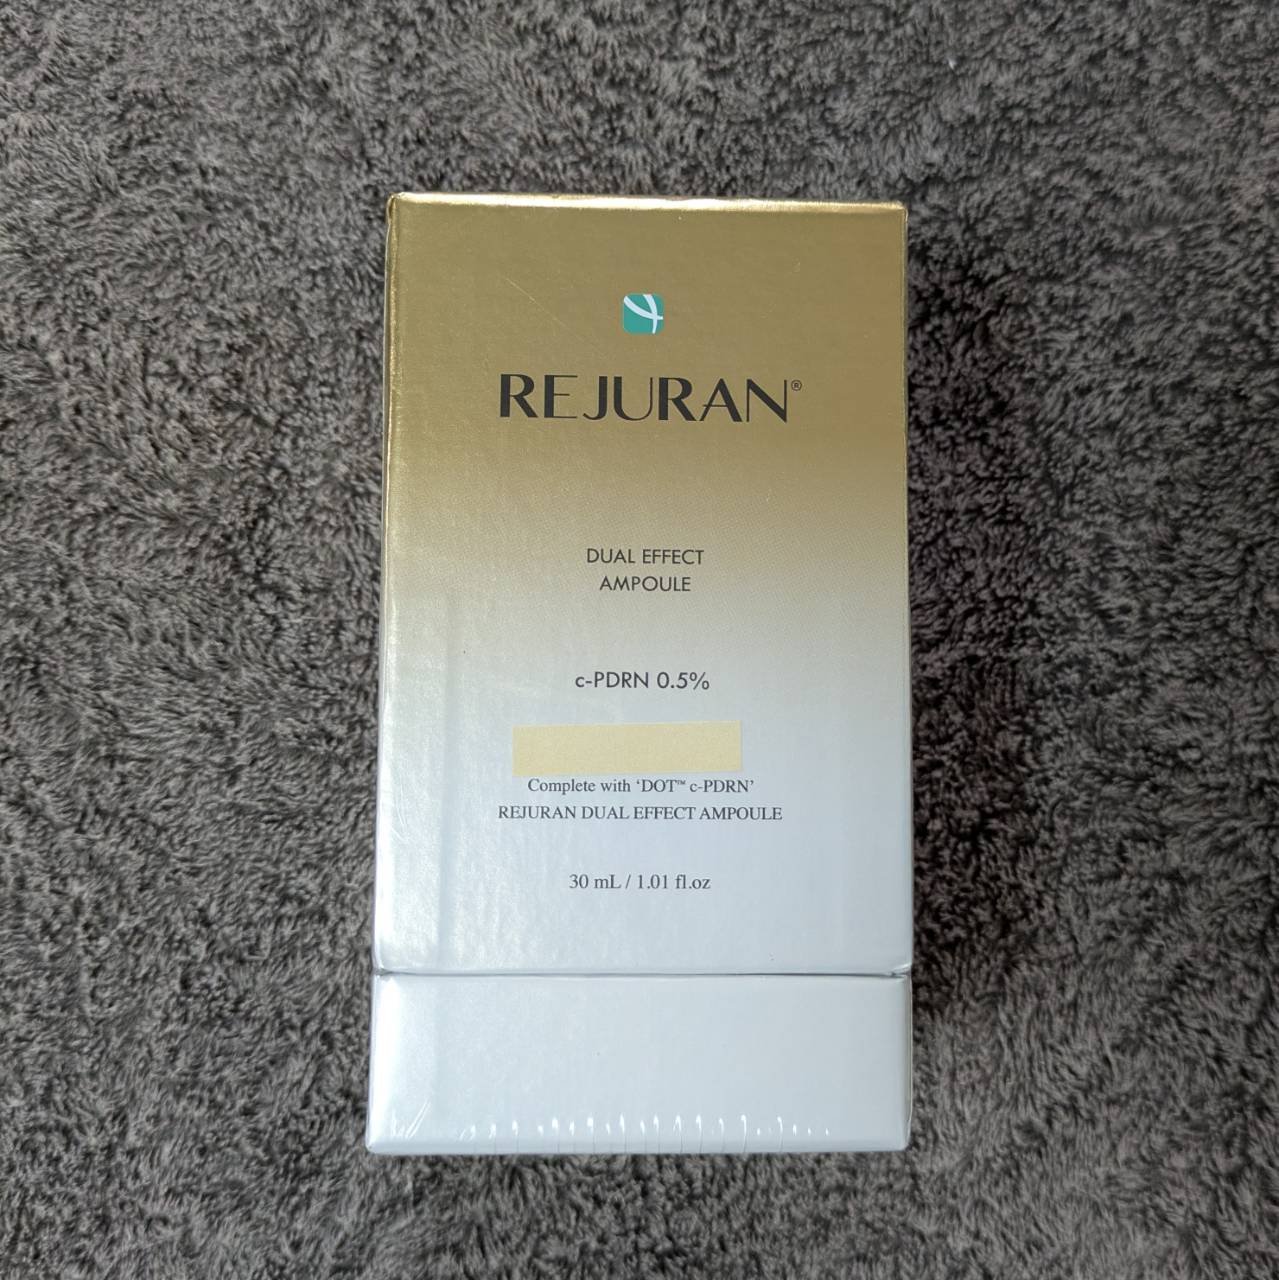 REJURAN®
DUAL EFFECT
AMPOULE
c-PDRN 0.5%
Complete with ‘DOT™ c-PDRN’
REJURAN DUAL EFFECT AMPOULE
30 mL / 1.01 fl.oz